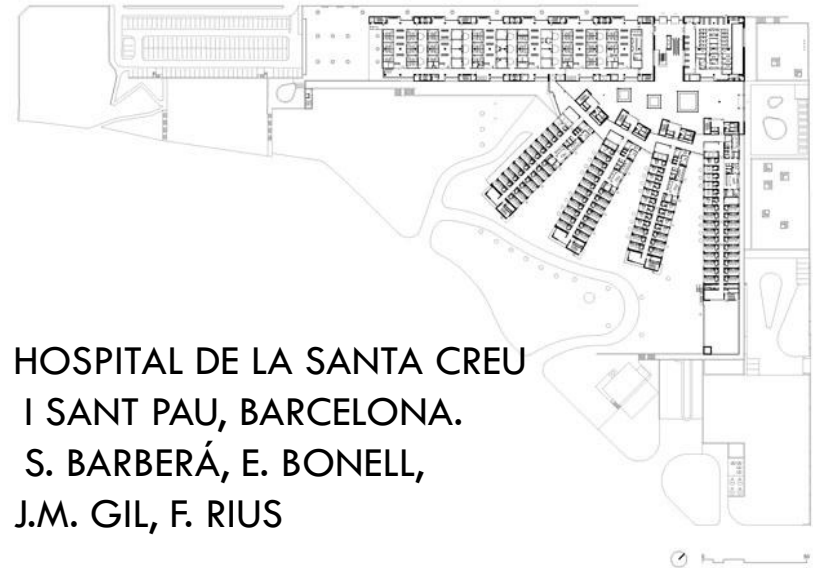 HOSPITAL DE LA SANTA CREU
I SANT PAU, BARCELONA.
S. BARBERÁ, E. BONELL,
J.M. GIL, F. RIUS